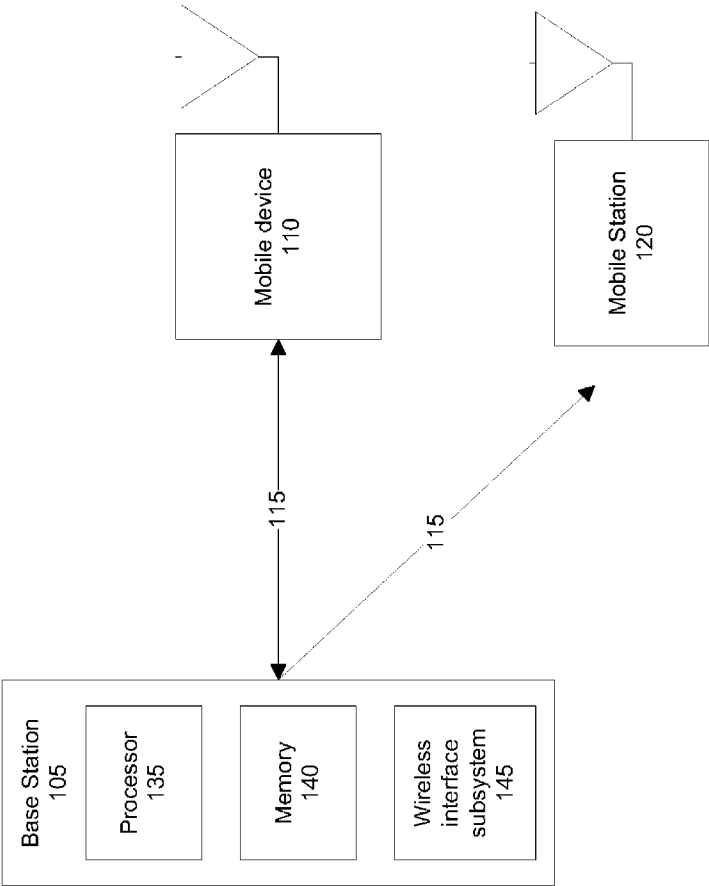 Base Station
105
Processor
135
Memory
140
Wireless
interface
subsystem
145
115
115
Mobile device
110
Mobile Station
120